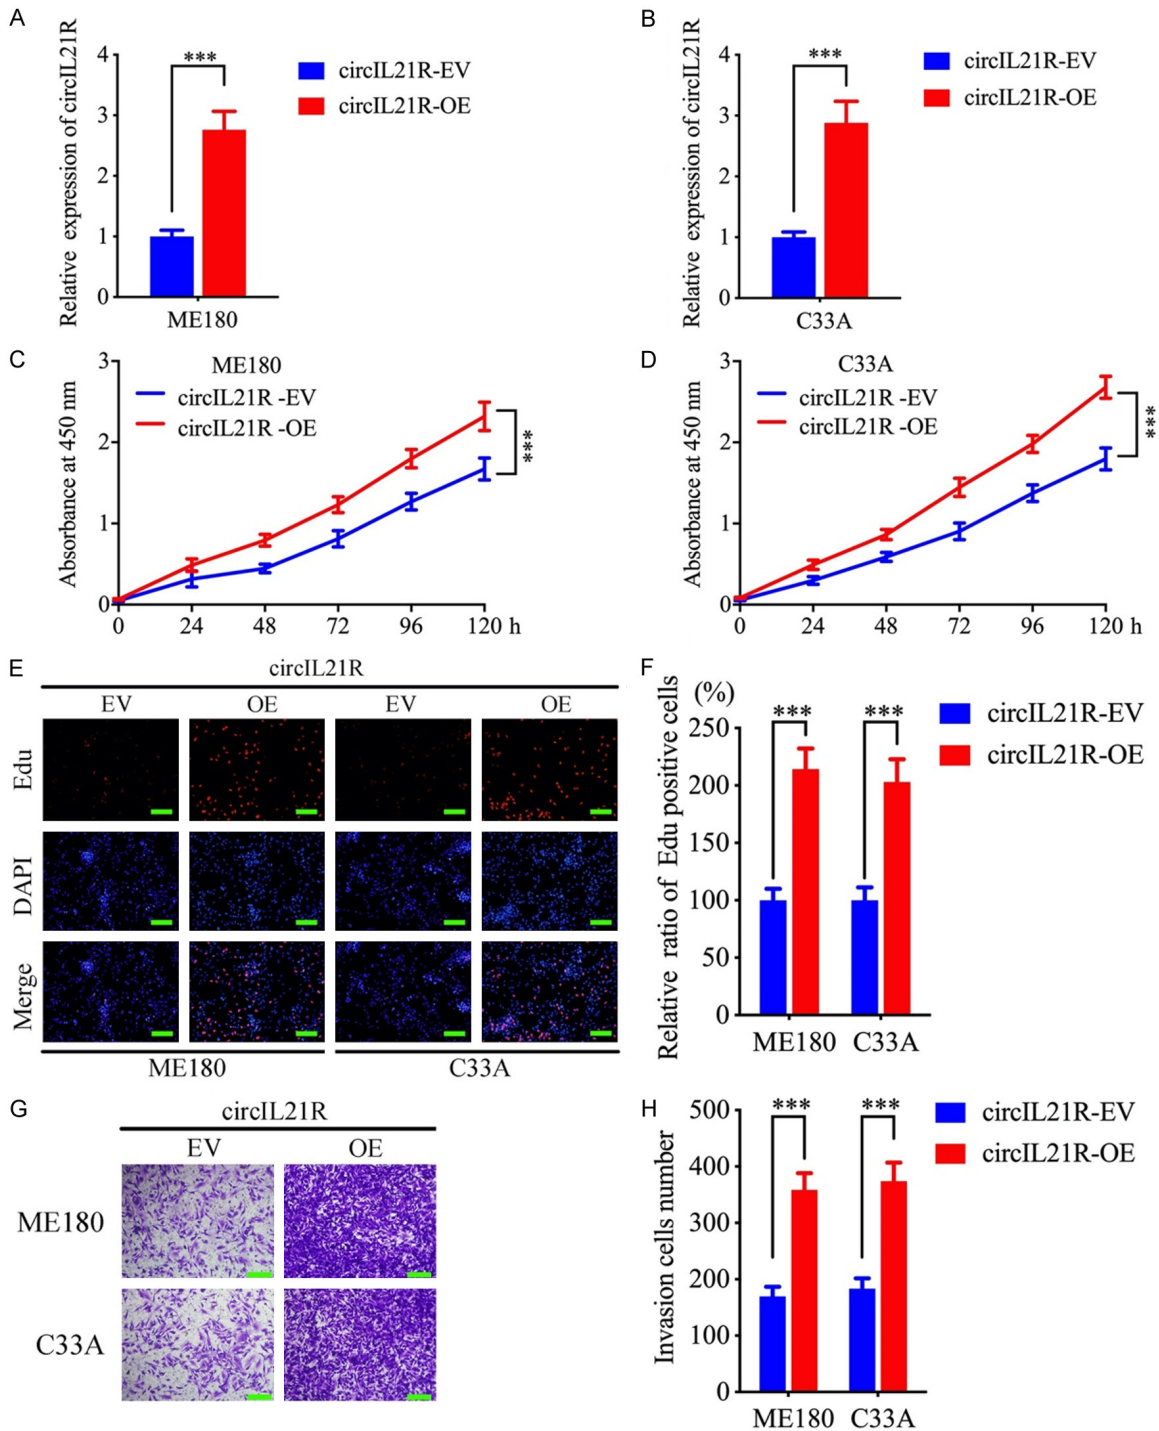 A
Relative expression of circIL21R
4
3
2
1
0
***
circIL21R-EV
circIL21R-OE
ME180
B
Relative expression of circIL21R
4
3
2
1
0
***
circIL21R-EV
circIL21R-OE
C33A
C
Absorbance at 450 nm
3
2
1
0
ME180
circIL21R -EV
circIL21R -OE
***
0 24 48 72 96 120 h
D
Absorbance at 450 nm
3
2
1
0
C33A
circIL21R -EV
circIL21R -OE
***
0 24 48 72 96 120 h
E
circIL21R
EV OE EV OE
Edu
DAPI
Merge
ME180 C33A
F
(%)
Relative ratio of Edu positive cells
250
200
150
100
50
0
*** ***
circIL21R-EV
circIL21R-OE
ME180 C33A
G
circIL21R
EV OE
ME180
C33A
H
Invasion cells number
500
400
300
200
100
0
*** ***
circIL21R-EV
circIL21R-OE
ME180 C33A